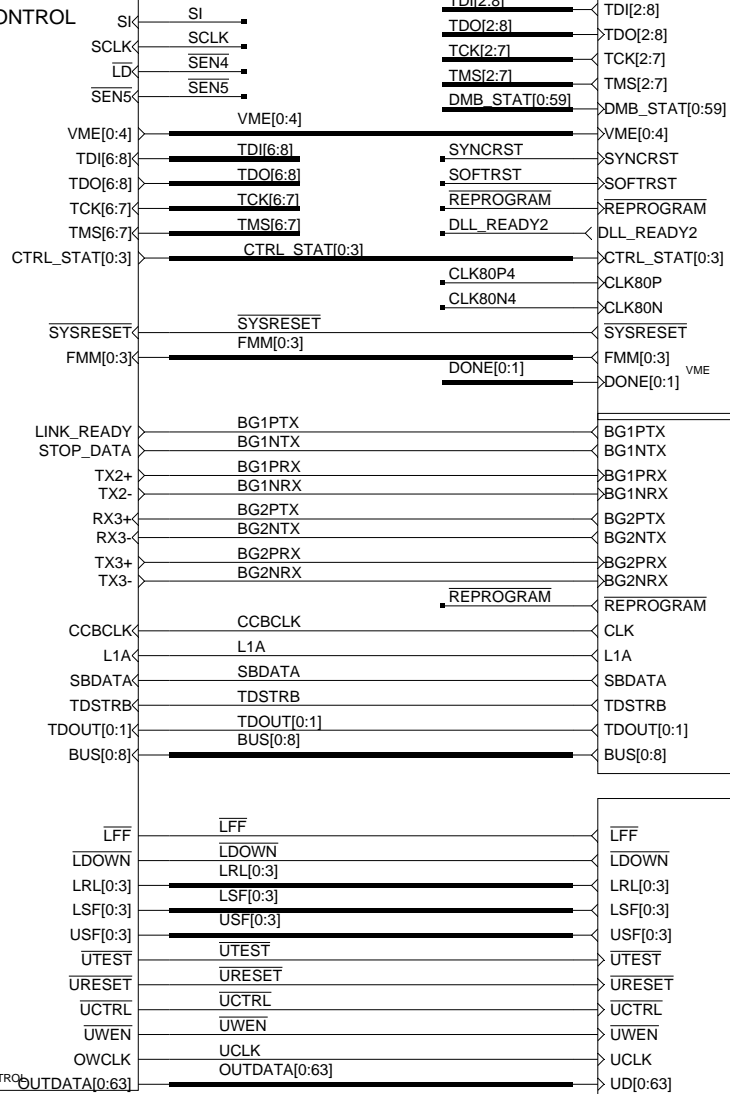 TDI[2:8] TDI[2:8]
ONTROL SI SI TDO[2:8] TDO[2:8]
SCLK SCLK TCK[2:7] TCK[2:7]
LD SEN4 TMS[2:7] TMS[2:7]
SEN5 SEN5 DMB_STAT[0:59] DMB_STAT[0:59]
VME[0:4] VME[0:4] VME[0:4]
TDI[6:8] TDI[6:8] SYNCRST SYNCRST
TDO[6:8] TDO[6:8] SOFTRST SOFTRST
TCK[6:7] TCK[6:7] REPROGRAM REPROGRAM
TMS[6:7] TMS[6:7] DLL_READY2 DLL_READY2
CTRL_STAT[0:3] CTRL_STAT[0:3] CTRL_STAT[0:3]
CLK80P4 CLK80P
CLK80N4 CLK80N
SYSRESET SYSRESET SYSRESET
FMM[0:3] FMM[0:3] FMM[0:3]
DONE[0:1] DONE[0:1] VME
LINK_READY BG1PTX BG1PTX
STOP_DATA BG1NTX BG1NTX
TX2+ BG1PRX BG1PRX
TX2- BG1NRX BG1NRX
RX3+ BG2PTX BG2PTX
RX3- BG2NTX BG2NTX
TX3+ BG2PRX BG2PRX
TX3- BG2NRX BG2NRX
REPROGRAM REPROGRAM
CCBCLK CCBCLK CLK
L1A L1A L1A
SBDATA SBDATA SBDATA
TDSTRB TDSTRB TDSTRB
TDOUT[0:1] TDOUT[0:1] TDOUT[0:1]
BUS[0:8] BUS[0:8] BUS[0:8]
LFF LFF LFF
LDOWN LDOWN LDOWN
LRL[0:3] LRL[0:3] LRL[0:3]
LSF[0:3] LSF[0:3] LSF[0:3]
USF[0:3] USF[0:3] USF[0:3]
UTEST UTEST UTEST
URESET URESET URESET
UCTRL UCTRL UCTRL
UWEN UWEN UWEN
OWCLK UCLK UCLK
OUTDATA[0:63] OUTDATA[0:63] UD[0:63]